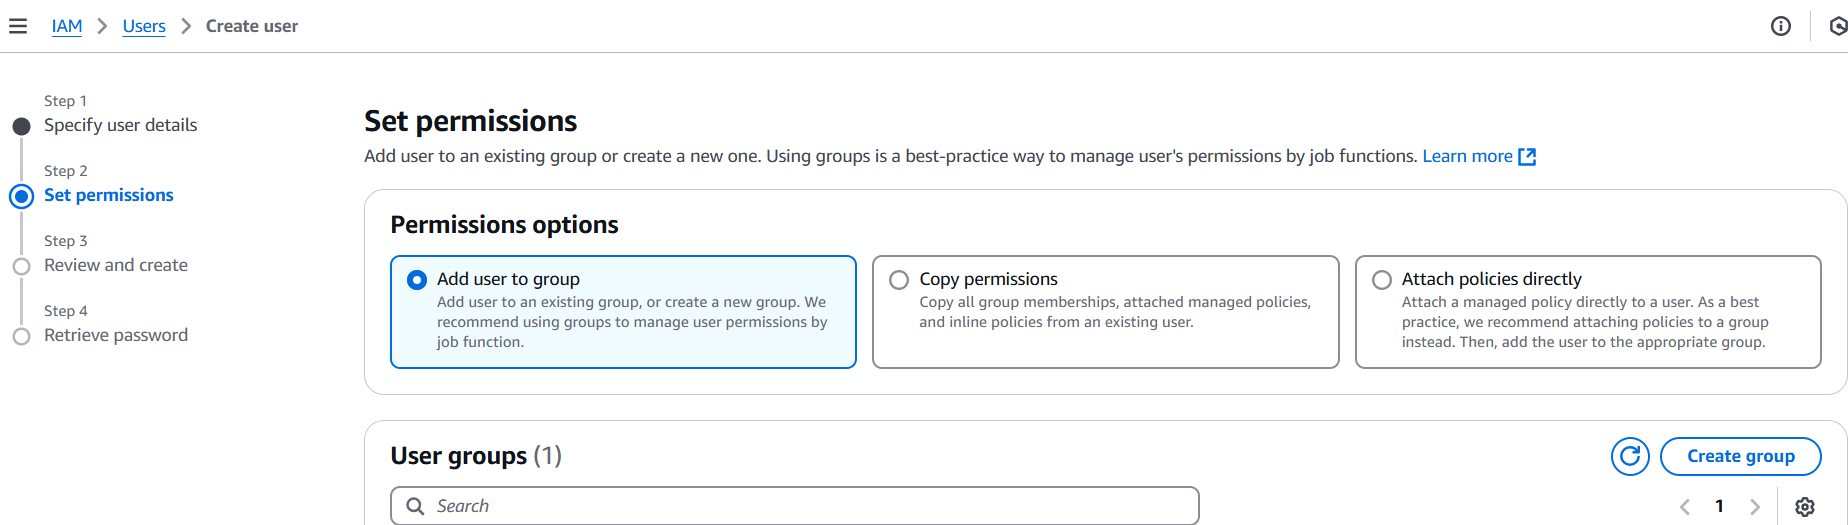 IAM > Users > Create user
Step 1
Specify user details
Step 2
Set permissions
Step 3
Review and create
Step 4
Retrieve password
Set permissions
Add user to an existing group or create a new one. Using groups is a best-practice way to manage user's permissions by job functions. Learn more
Permissions options
Add user to group
Add user to an existing group, or create a new group. We
recommend using groups to manage user permissions by
job function.
Copy permissions
Copy all group memberships, attached managed policies,
and inline policies from an existing user.
Attach policies directly
Attach a managed policy directly to a user. As a best
practice, we recommend attaching policies to a group
instead. Then, add the user to the appropriate group.
User groups (1)
Create group
Search
1